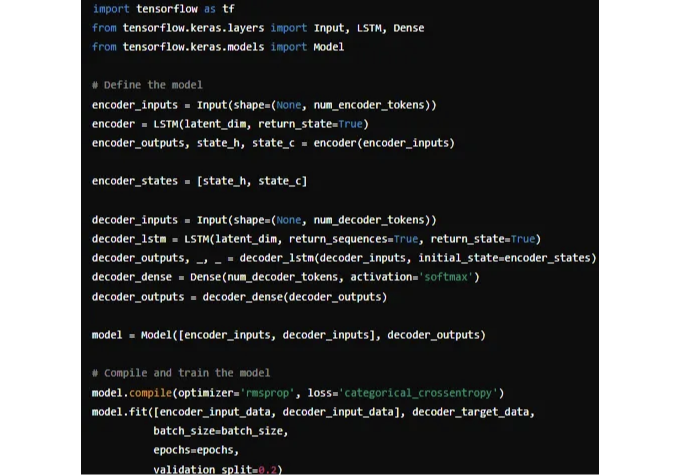 import tensorflow as tf
from tensorflow.keras.layers import Input, LSTM, Dense
from tensorflow.keras.models import Model
# Define the model
encoder_inputs = Input(shape=(None, num_encoder_tokens))
encoder = LSTM(latent_dim, return_state=True)
encoder_outputs, state_h, state_c = encoder(encoder_inputs)
encoder_states = [state_h, state_c]
decoder_inputs = Input(shape=(None, num_decoder_tokens))
decoder_lstm = LSTM(latent_dim, return_sequences=True, return_state=True)
decoder_outputs, _, _ = decoder_lstm(decoder_inputs, initial_state=encoder_states)
decoder_dense = Dense(num_decoder_tokens, activation='softmax')
decoder_outputs = decoder_dense(decoder_outputs)
model = Model([encoder_inputs, decoder_inputs], decoder_outputs)
# Compile and train the model
model.compile(optimizer='rmsprop', loss='categorical_crossentropy')
model.fit([encoder_input_data, decoder_input_data], decoder_target_data,
batch_size=batch_size,
epochs=epochs,
validation_split=0.2)